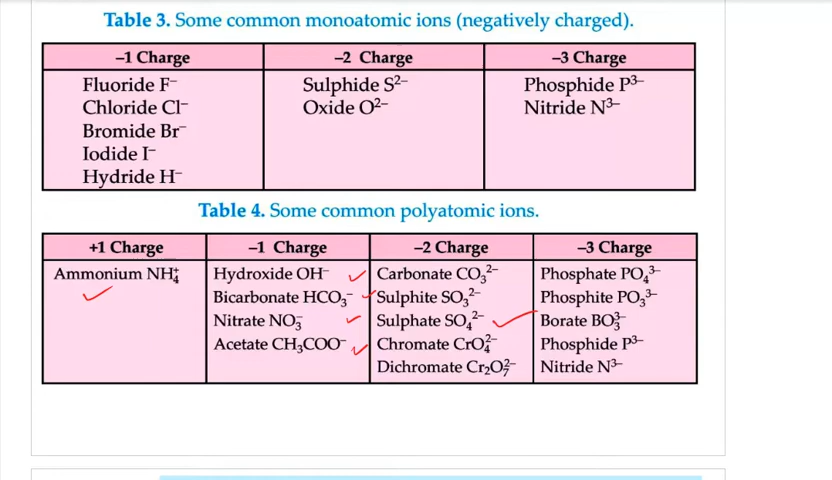 Table 3. Some common monoatomic ions (negatively charged).
–1 Charge –2 Charge –3 Charge
Fluoride F⁻ Sulphide S²⁻ Phosphide P³⁻
Chloride Cl⁻ Oxide O²⁻ Nitride N³⁻
Bromide Br⁻
Iodide I⁻
Hydride H⁻
Table 4. Some common polyatomic ions.
+1 Charge –1 Charge –2 Charge –3 Charge
Ammonium NH₄⁺ Hydroxide OH⁻ Carbonate CO₃²⁻ Phosphate PO₄³⁻
Bicarbonate HCO₃⁻ Sulphite SO₃²⁻ Phosphite PO₃³⁻
Nitrate NO₃⁻ Sulphate SO₄²⁻ Borate BO₃³⁻
Acetate CH₃COO⁻ Chromate CrO₄²⁻ Phosphide P³⁻
Dichromate Cr₂O₇²⁻ Nitride N³⁻